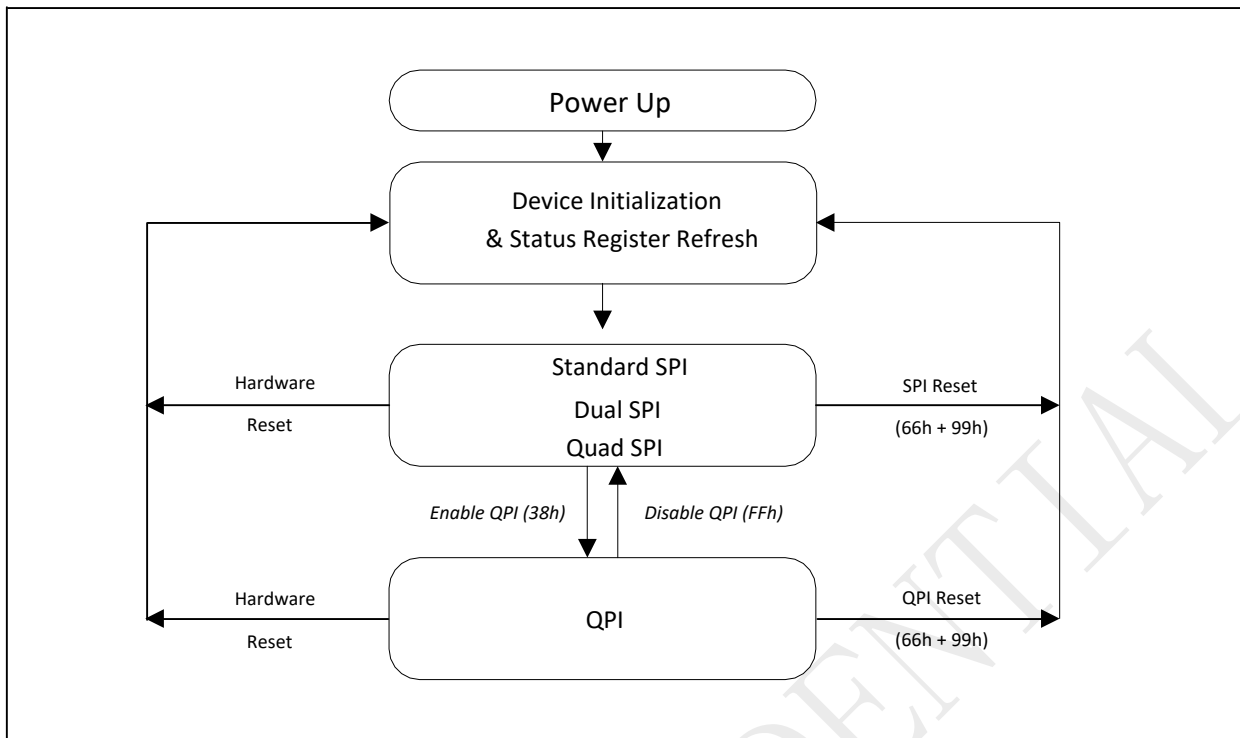 Power Up
Device Initialization
& Status Register Refresh
Standard SPI
Dual SPI
Quad SPI
Hardware
Reset
SPI Reset
(66h + 99h)
Enable QPI (38h)
Disable QPI (FFh)
QPI
Hardware
Reset
QPI Reset
(66h + 99h)
DENTIAL